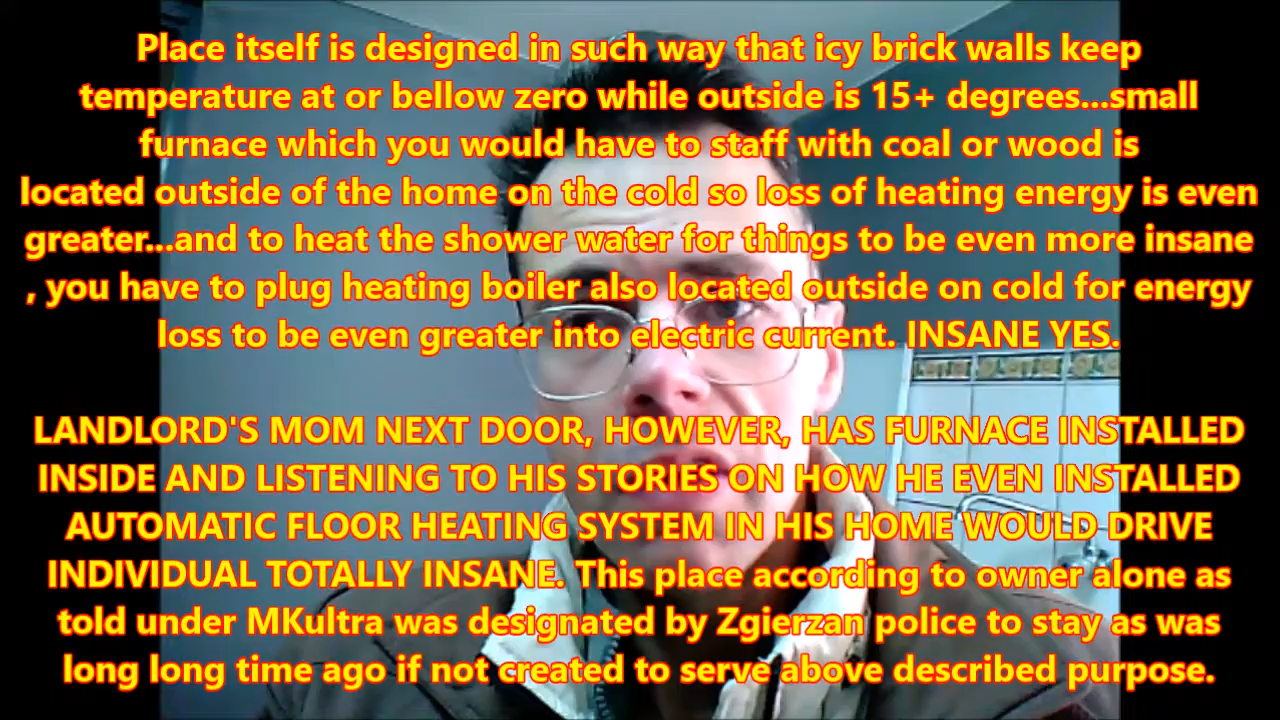 Place itself is designed in such way that icy brick walls keep
temperature at or bellow zero while outside is 15+ degrees...small
furnace which you would have to staff with coal or wood is
located outside of the home on the cold so loss of heating energy is even
greater...and to heat the shower water for things to be even more insane
, you have to plug heating boiler also located outside on cold for energy
loss to be even greater into electric current. INSANE YES.
LANDLORD'S MOM NEXT DOOR, HOWEVER, HAS FURNACE INSTALLED
INSIDE AND LISTENING TO HIS STORIES ON HOW HE EVEN INSTALLED
AUTOMATIC FLOOR HEATING SYSTEM IN HIS HOME WOULD DRIVE
INDIVIDUAL TOTALLY INSANE. This place according to owner alone as
told under MKultra was designated by Zgierzan police to stay as was
long long time ago if not created to serve above described purpose.